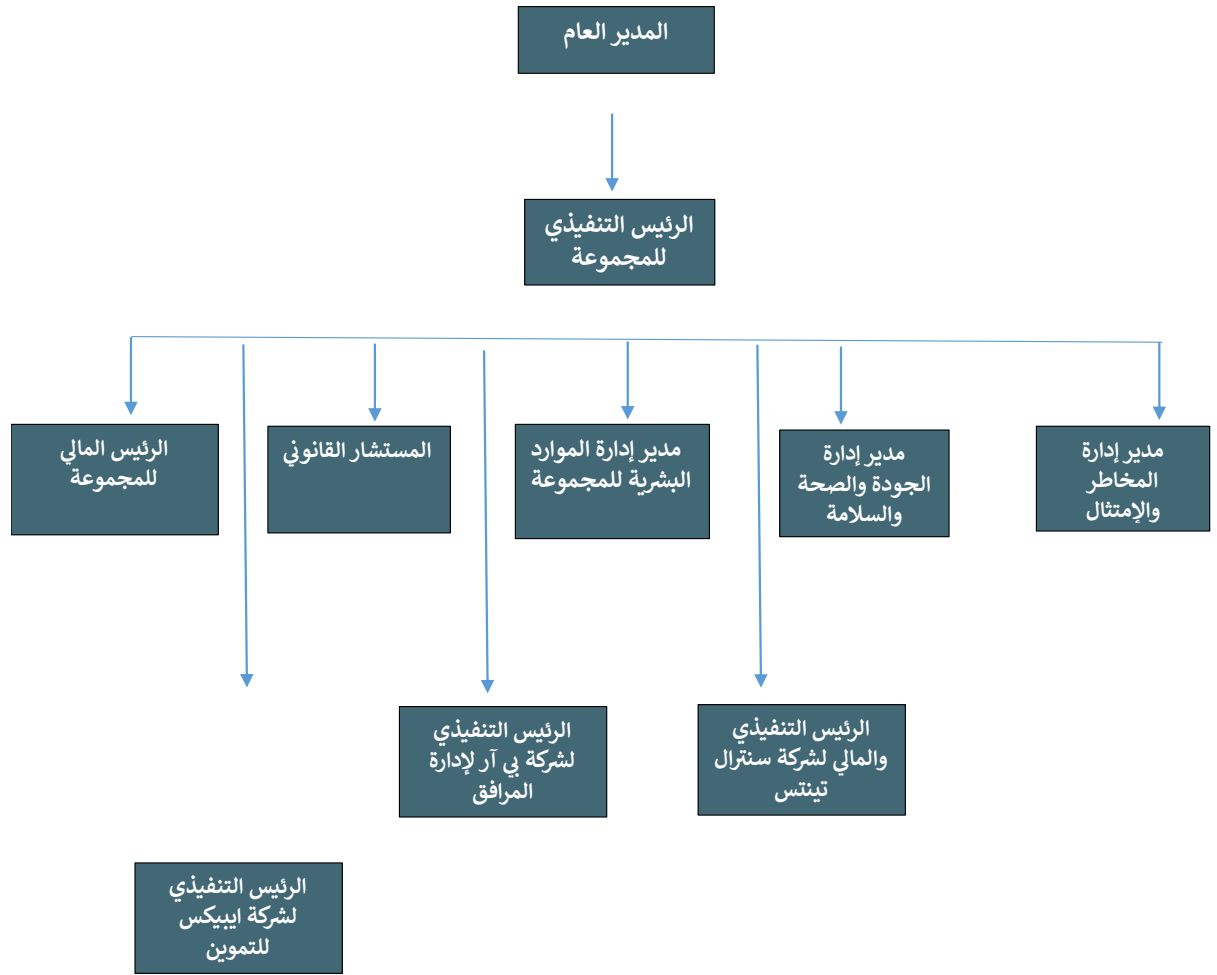 المدير العام
الرئيس التنفيذي
للمجموعة
مدير إدارة
المخاطر
والإمتثال
مدير إدارة
الجودة والصحة
والسلامة
مدير إدارة الموارد
البشرية للمجموعة
المستشار القانوني
الرئيس المالي
للمجموعة
الرئيس التنفيذي
والمالي لشركة سنترال
تينتس
الرئيس التنفيذي
لشركة بي آر لإدارة
المرافق
الرئيس التنفيذي
لشركة ايبيكس
للتموين